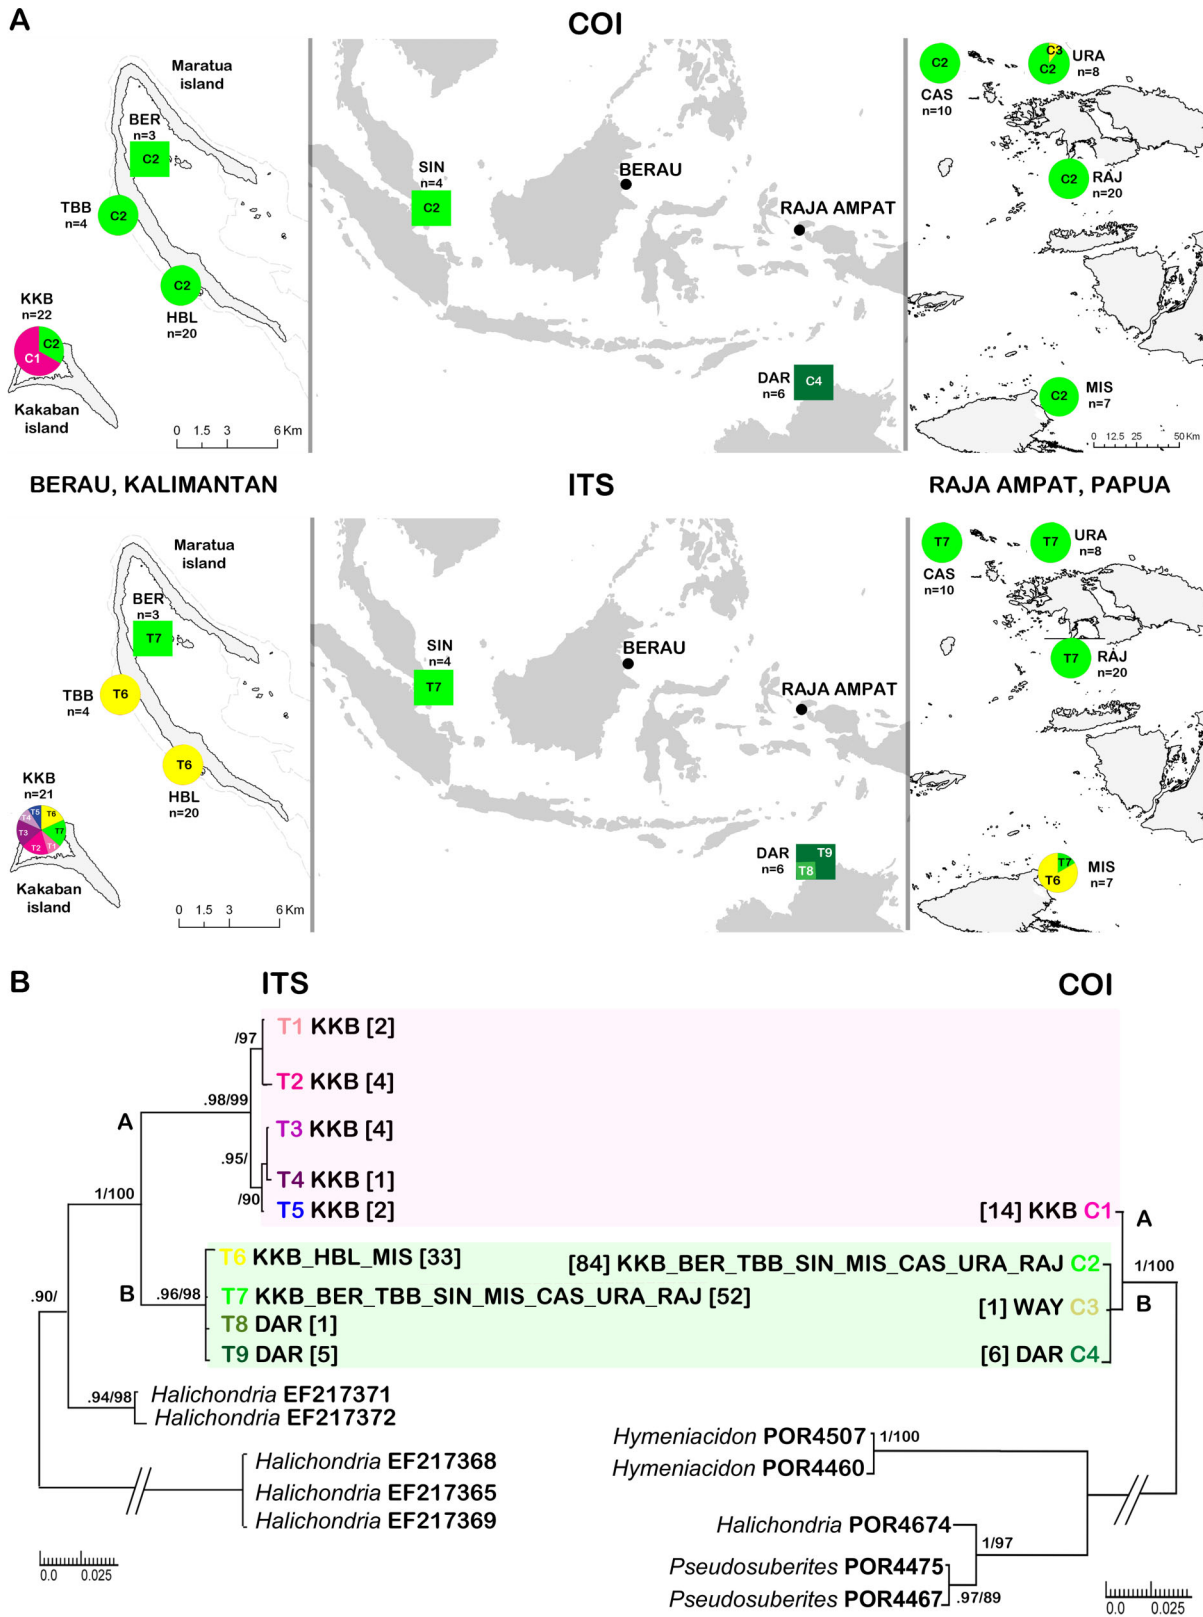 A
COI
Maratua
island
BER
n=3
C2
TBB
n=4
C2
C2
HBL
n=20
KKB
n=22
C1
C2
Kakaban
island
0 1.5 3 6 Km
SIN
n=4
C2
BERAU
RAJA AMPAT
DAR
n=6
C4
C2
CAS
n=10
C3
C2
URA
n=8
C2
RAJ
n=20
C2
MIS
n=7
0 12.5 25 50 Km
BERAU, KALIMANTAN
ITS
RAJA AMPAT, PAPUA
Maratua
island
BER
n=3
T7
TBB
n=4
T6
T6
HBL
n=20
KKB
n=21
T5
T6
T4
T7
T3
T2
T1
Kakaban
island
0 1.5 3 6 Km
SIN
n=4
T7
BERAU
RAJA AMPAT
DAR
n=6
T9
T8
T7
CAS
n=10
T7
URA
n=8
T7
RAJ
n=20
T7
T6
MIS
n=7
B
ITS
COI
T1 KKB [2]
/97
T2 KKB [4]
.98/99
A
T3 KKB [4]
.95/
T4 KKB [1]
/90
T5 KKB [2]
1/100
[14] KKB C1
A
T6 KKB_HBL_MIS [33]
[84] KKB_BER_TBB_SIN_MIS_CAS_URA_RAJ C2
1/100
B
.96/98
T7 KKB_BER_TBB_SIN_MIS_CAS_URA_RAJ [52]
[1] WAY C3
B
.90/
T8 DAR [1]
T9 DAR [5]
[6] DAR C4
.94/98
Halichondria EF217371
Halichondria EF217372
Hymeniacidon POR4507
1/100
Hymeniacidon POR4460
Halichondria EF217368
Halichondria EF217365
Halichondria EF217369
Halichondria POR4674
1/97
Pseudosuberites POR4475
.97/89
Pseudosuberites POR4467
0.0 0.025
0.0 0.025